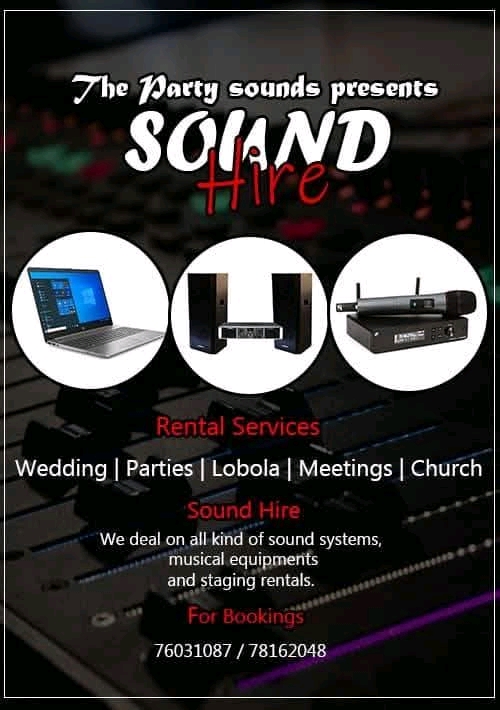 The Party sounds presents
SOUND
Hire
Rental Services
Wedding | Parties | Lobola | Meetings | Church
Sound Hire
We deal on all kind of sound systems,
musical equipments
and staging rentals.
For Bookings
76031087 / 78162048